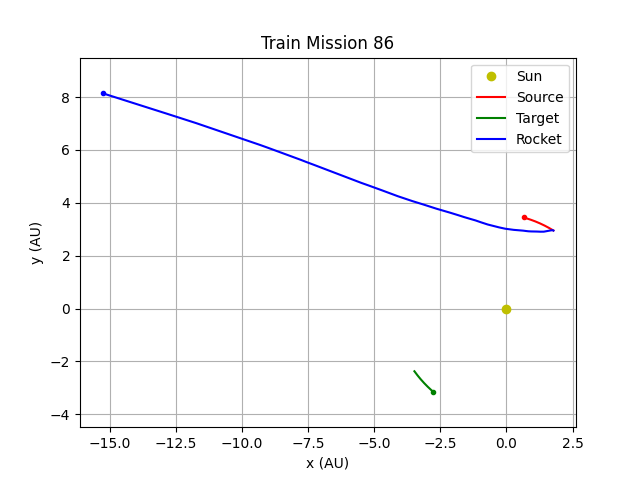 Train Mission 86
Sun
Source
Target
Rocket
8
6
4
2
0
−2
−4
y (AU)
−15.0 −12.5 −10.0 −7.5 −5.0 −2.5 0.0 2.5
x (AU)